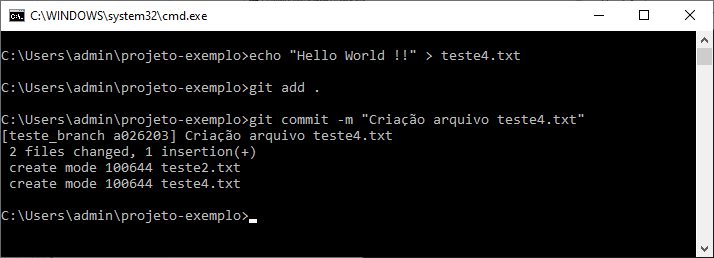 C:\WINDOWS\system32\cmd.exe
C:\Users\admin\projeto-exemplo>echo "Hello World !!" > teste4.txt
C:\Users\admin\projeto-exemplo>git add .
C:\Users\admin\projeto-exemplo>git commit -m "Criação arquivo teste4.txt"
[teste_branch a026203] Criação arquivo teste4.txt
 2 files changed, 1 insertion(+)
 create mode 100644 teste2.txt
 create mode 100644 teste4.txt
C:\Users\admin\projeto-exemplo>